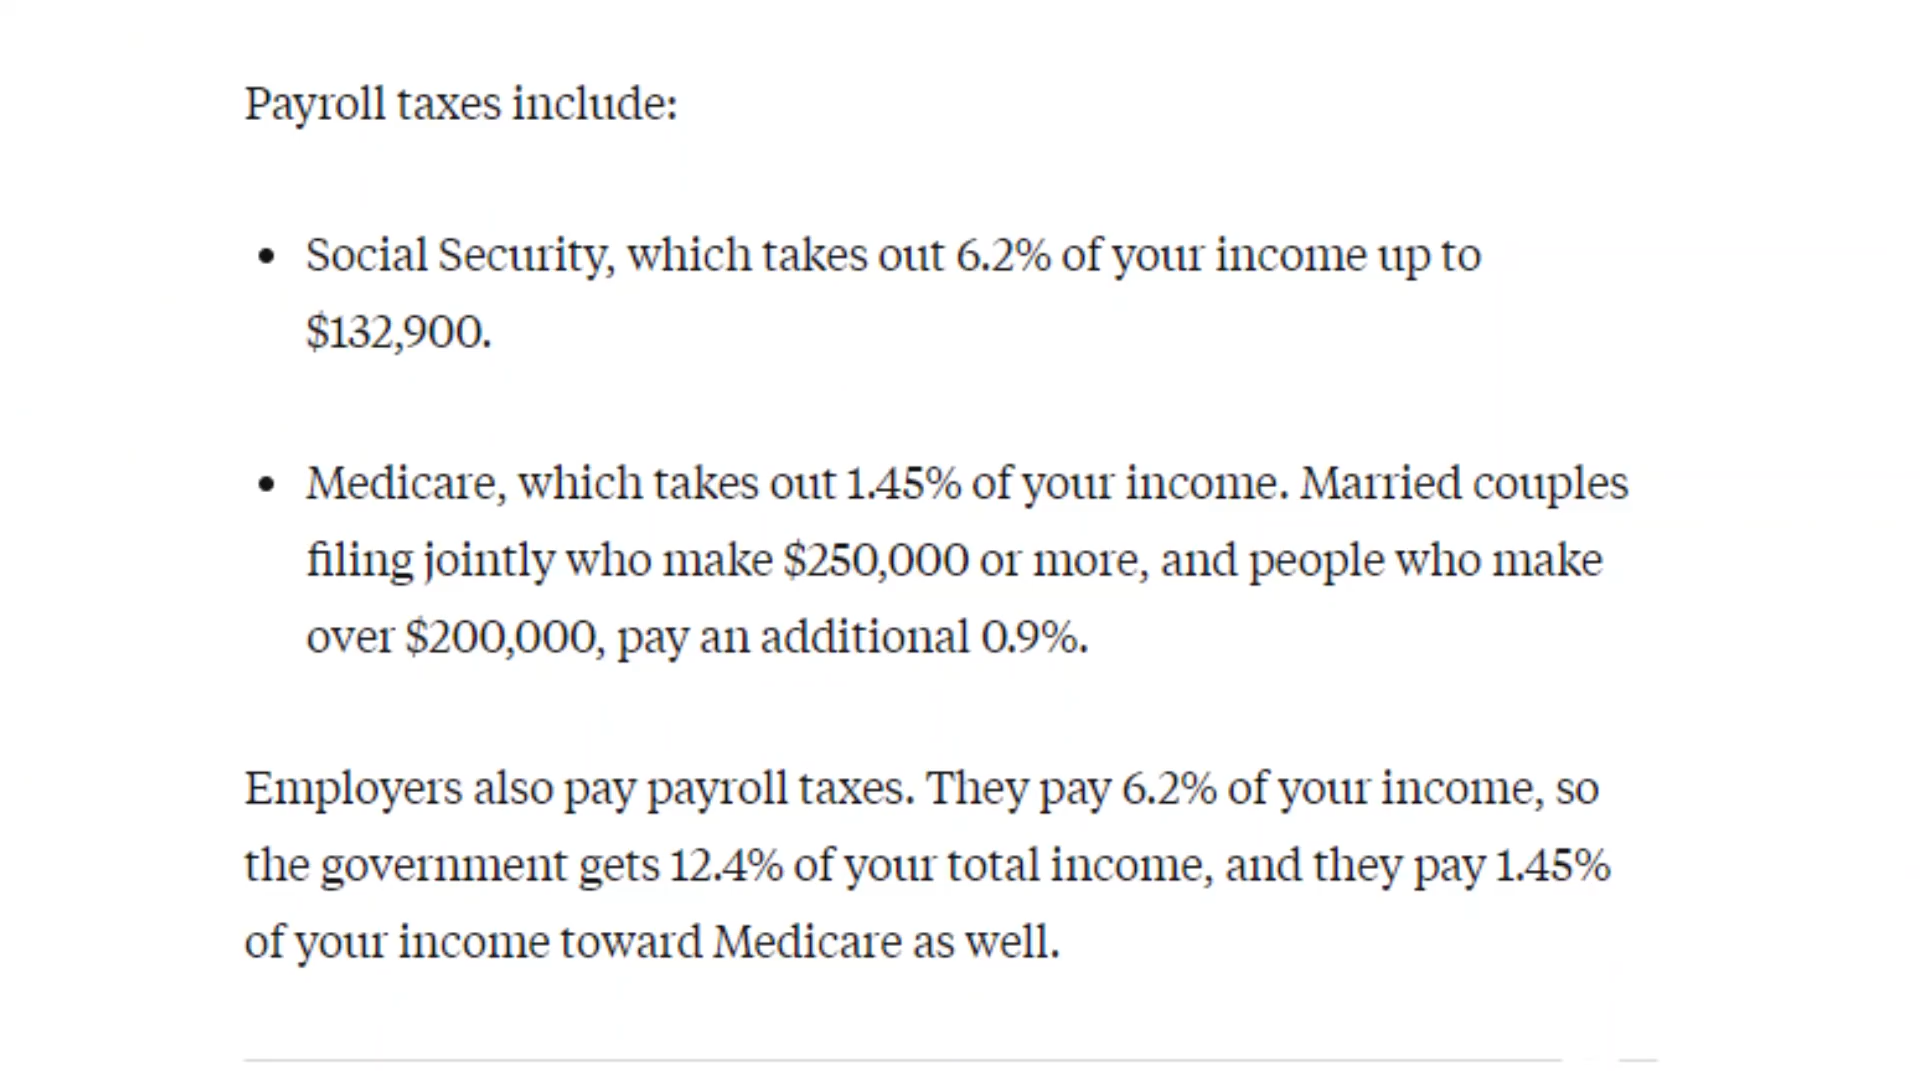 Payroll taxes include:
• Social Security, which takes out 6.2% of your income up to
$132,900.
• Medicare, which takes out 1.45% of your income. Married couples
filing jointly who make $250,000 or more, and people who make
over $200,000, pay an additional 0.9%.
Employers also pay payroll taxes. They pay 6.2% of your income, so
the government gets 12.4% of your total income, and they pay 1.45%
of your income toward Medicare as well.